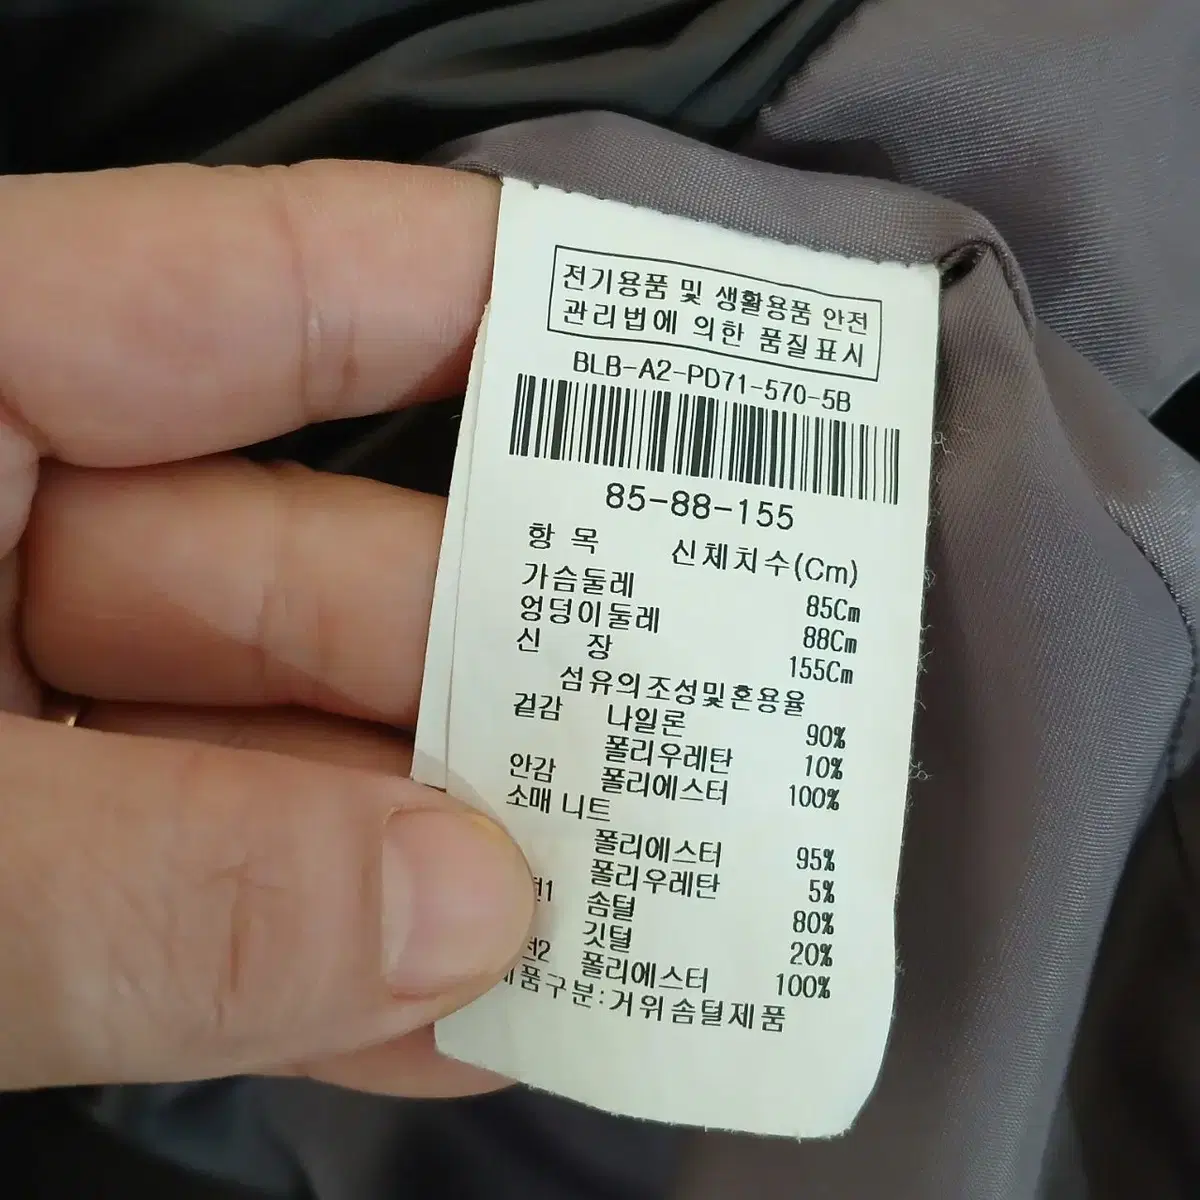 전기용품 및 생활용품 안전
관리법에 의한 품질표시
BLB-A2-PD71-570-5B
85-88-155
항 목 신체치수(Cm)
가슴둘레 85Cm
엉덩이둘레 88Cm
신 장 155Cm
섬유의조성및혼용율
겉감 나일론 90%
폴리우레탄 10%
안감 폴리에스터 100%
소매 니트
폴리에스터 95%
폴리우레탄 5%
솜털 80%
깃털 20%
폴리에스터 100%
제품구분:거위솜털제품